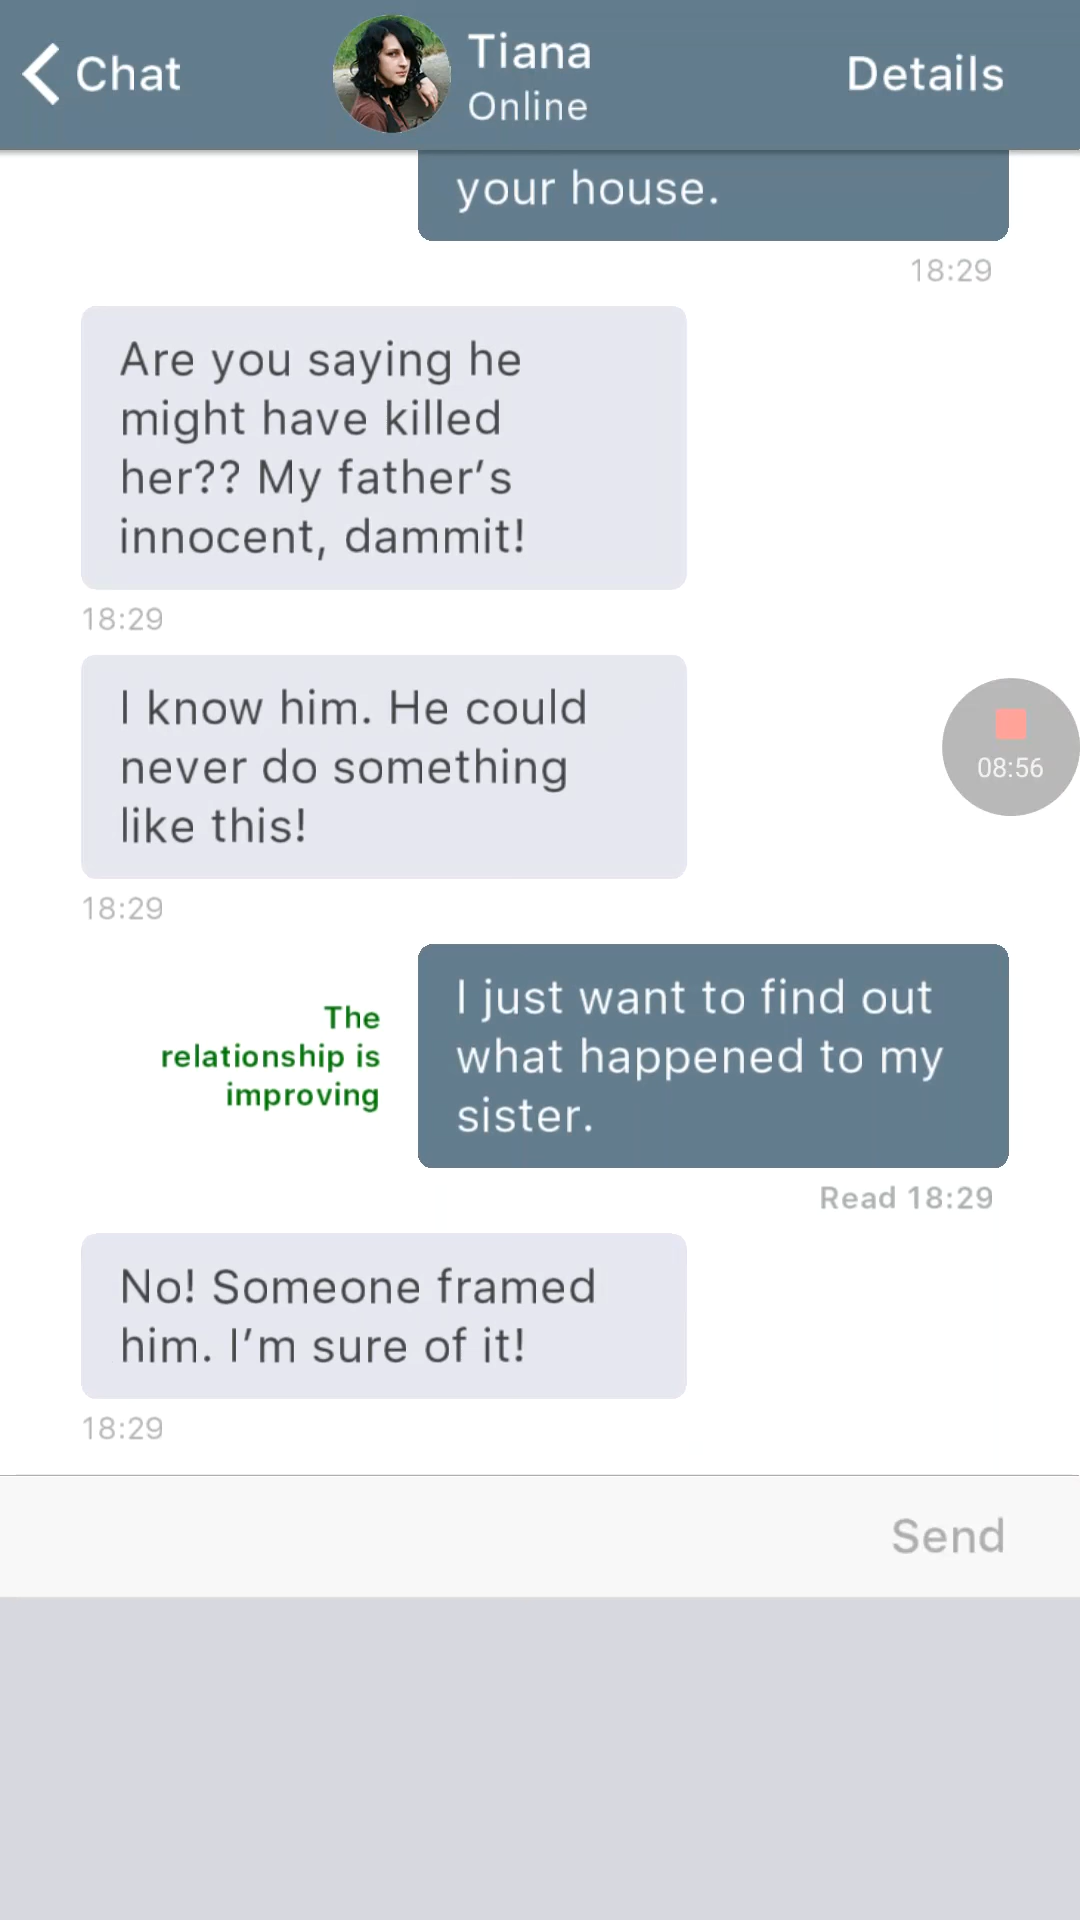 Chat
Tiana
Online
Details
your house.
18:29
Are you saying he
might have killed
her?? My father’s
innocent, dammit!
18:29
I know him. He could
never do something
like this!
18:29
08:56
The
relationship is
improving
I just want to find out
what happened to my
sister.
Read 18:29
No! Someone framed
him. I’m sure of it!
18:29
Send